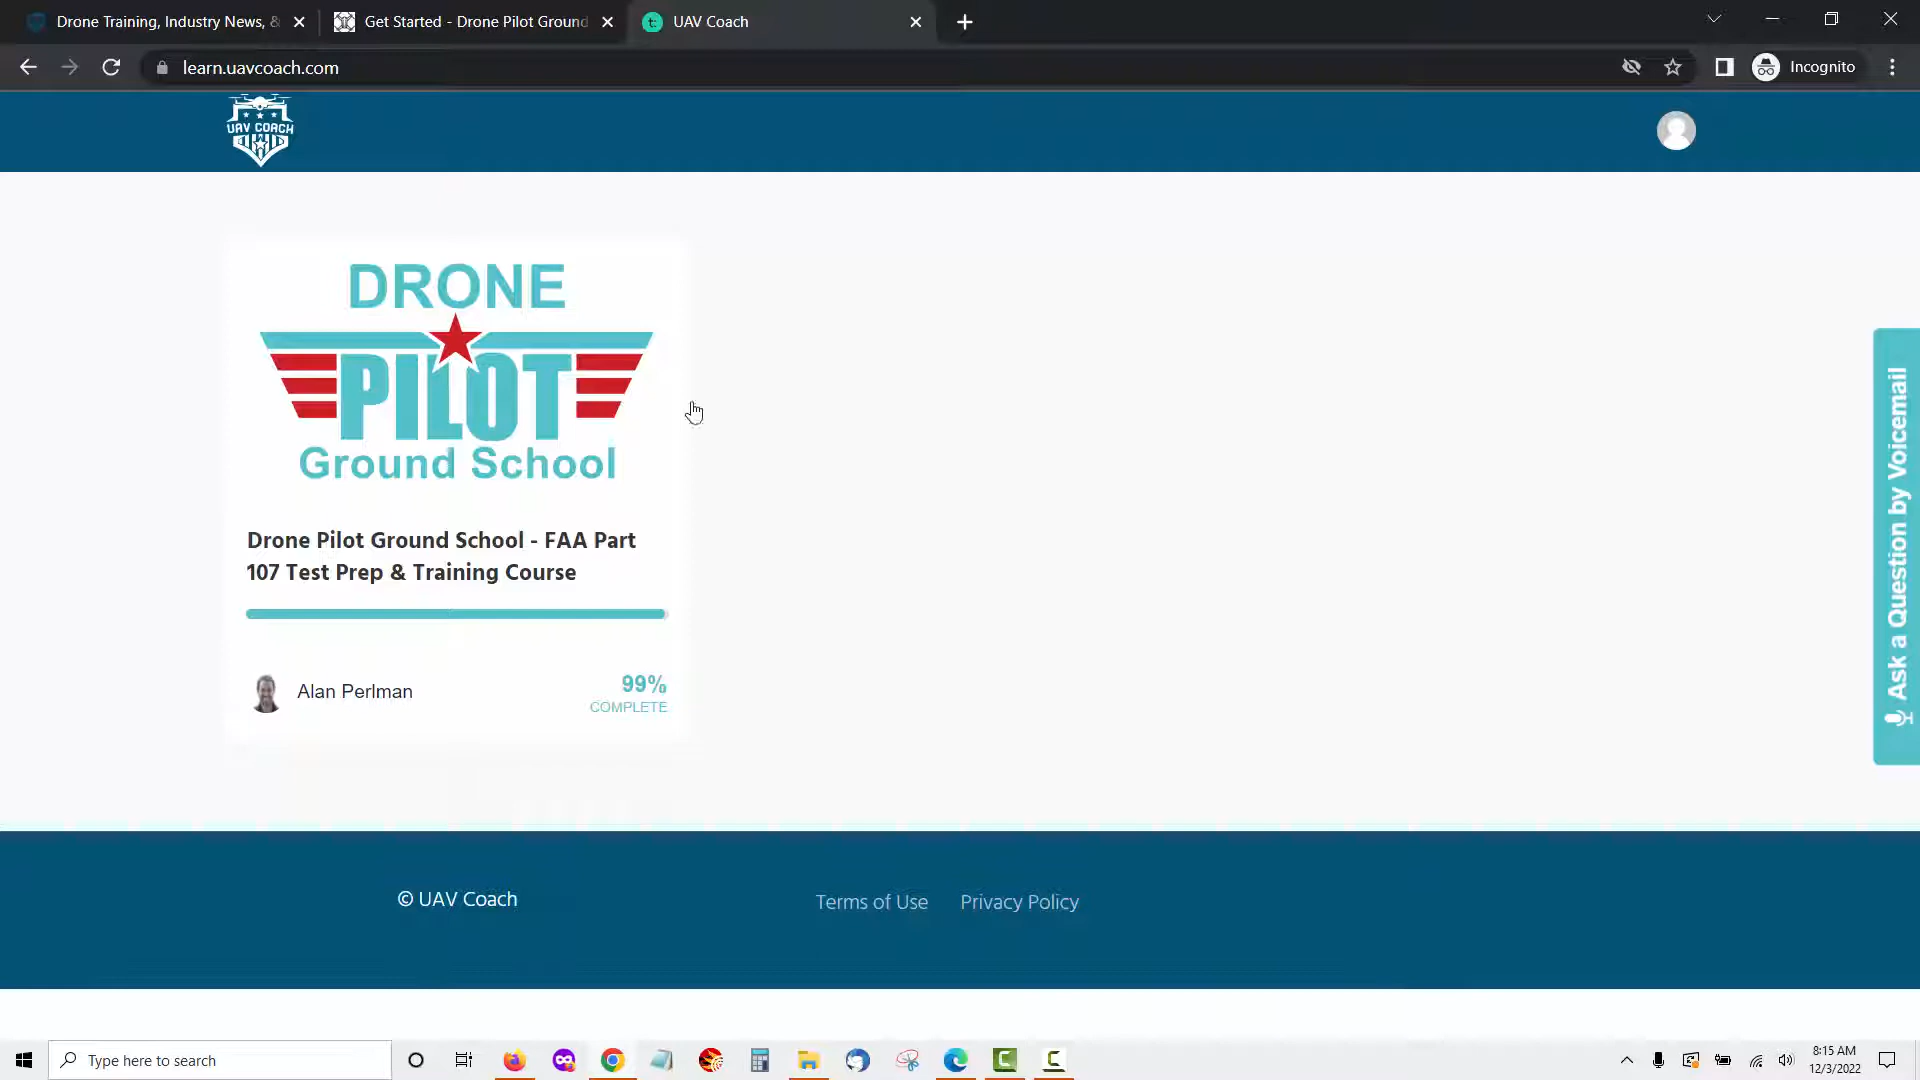 Drone Training, Industry News, &
Get Started - Drone Pilot Ground
t:
UAV Coach
learn.uavcoach.com
Incognito
UAV COACH
DRONE
PILOT
Ground School
Drone Pilot Ground School - FAA Part
107 Test Prep & Training Course
Alan Perlman
99%
COMPLETE
Ask a Question by Voicemail
© UAV Coach
Terms of Use
Privacy Policy
Type here to search
8:15 AM
12/3/2022